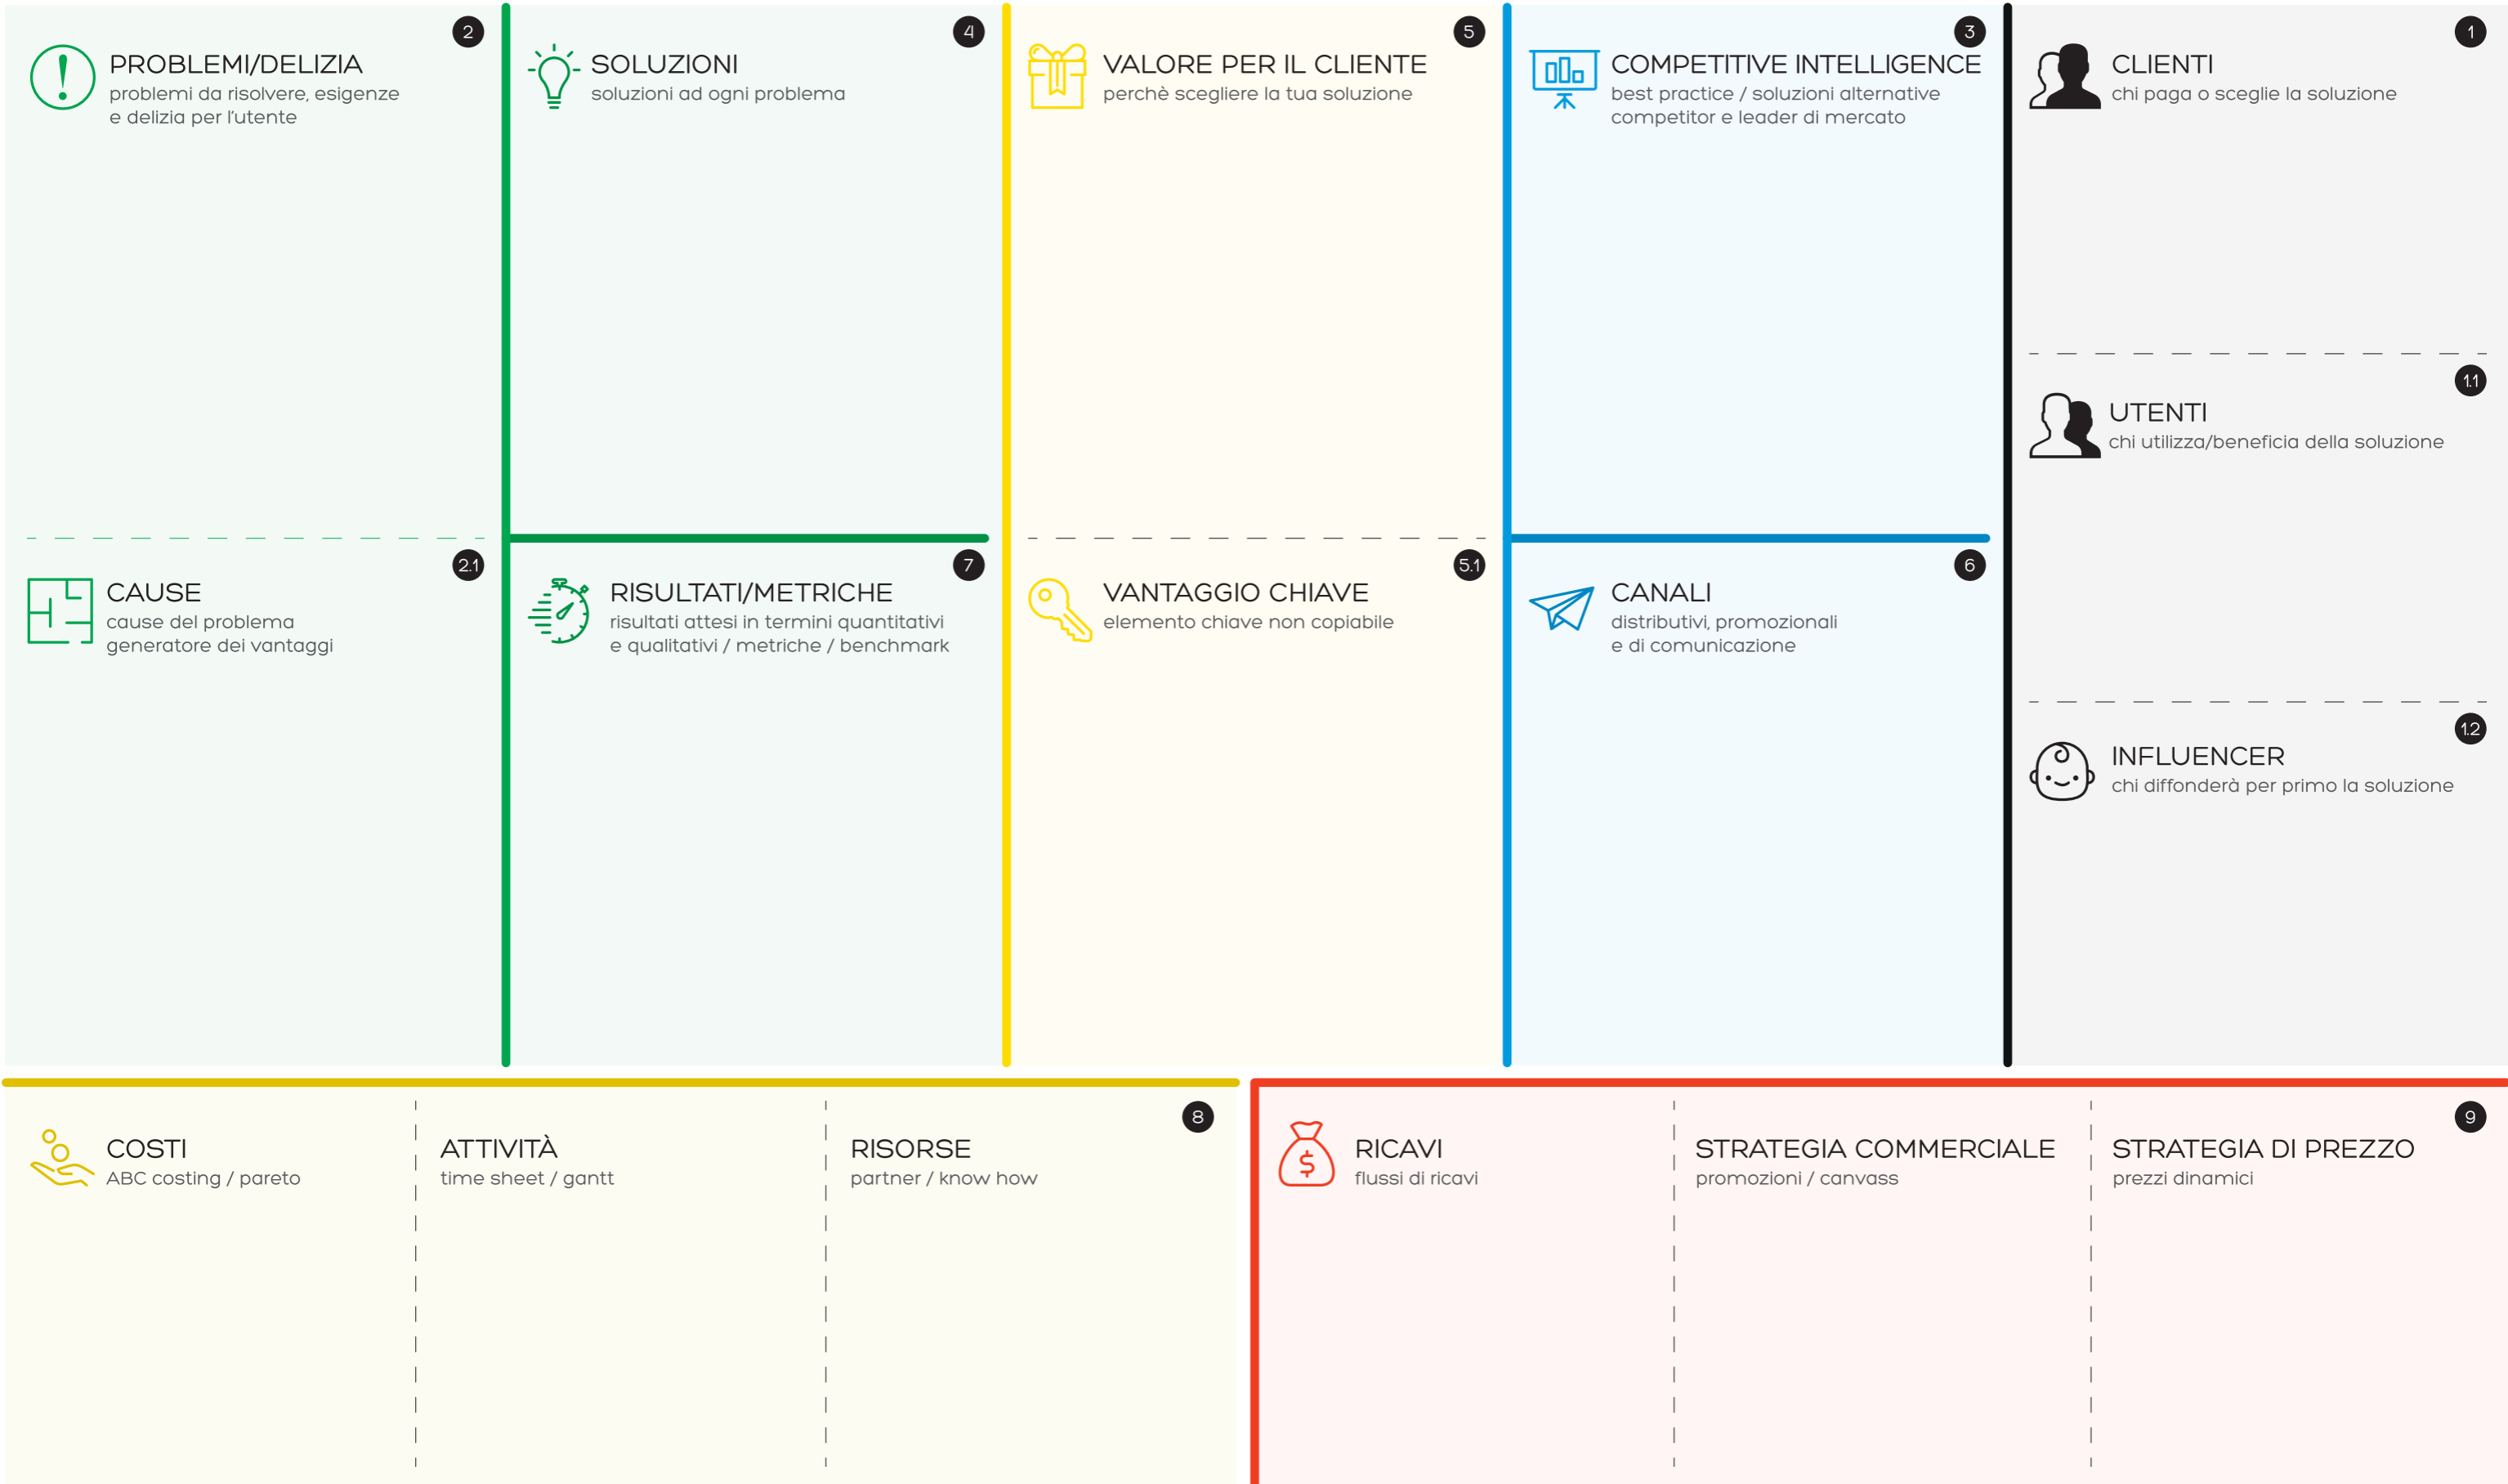 2
PROBLEMI/DELIZIA
problemi da risolvere, esigenze
e delizia per l'utente
2.1
CAUSE
cause del problema
generatore dei vantaggi
4
SOLUZIONI
soluzioni ad ogni problema
7
RISULTATI/METRICHE
risultati attesi in termini quantitativi
e qualitativi / metriche / benchmark
5
VALORE PER IL CLIENTE
perchè scegliere la tua soluzione
5.1
VANTAGGIO CHIAVE
elemento chiave non copiabile
3
COMPETITIVE INTELLIGENCE
best practice / soluzioni alternative
competitor e leader di mercato
6
CANALI
distributivi, promozionali
e di comunicazione
1
CLIENTI
chi paga o sceglie la soluzione
1.1
UTENTI
chi utilizza/beneficia della soluzione
1.2
INFLUENCER
chi diffonderà per primo la soluzione
8
COSTI
ABC costing / pareto
ATTIVITÀ
time sheet / gantt
RISORSE
partner / know how
9
$
RICAVI
flussi di ricavi
STRATEGIA COMMERCIALE
promozioni / canvass
STRATEGIA DI PREZZO
prezzi dinamici